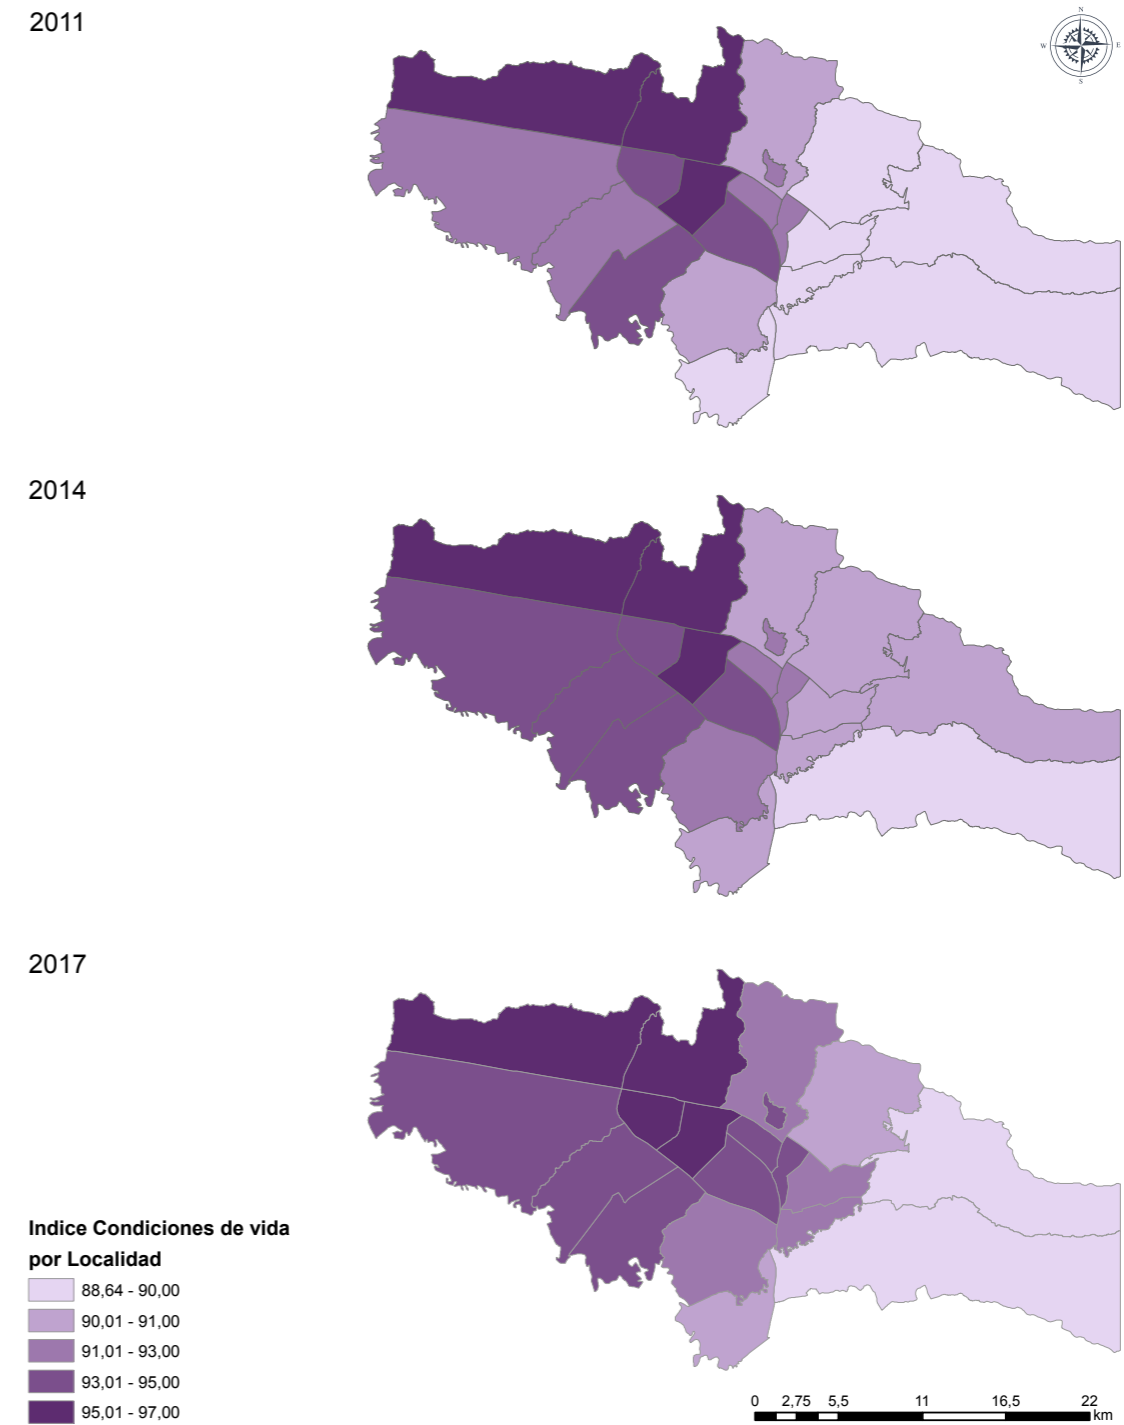 2011
N
W E
S
2014
2017
Indice Condiciones de vida
por Localidad
88,64 - 90,00
90,01 - 91,00
91,01 - 93,00
93,01 - 95,00
95,01 - 97,00
0 2,75 5,5 11 16,5 22
km